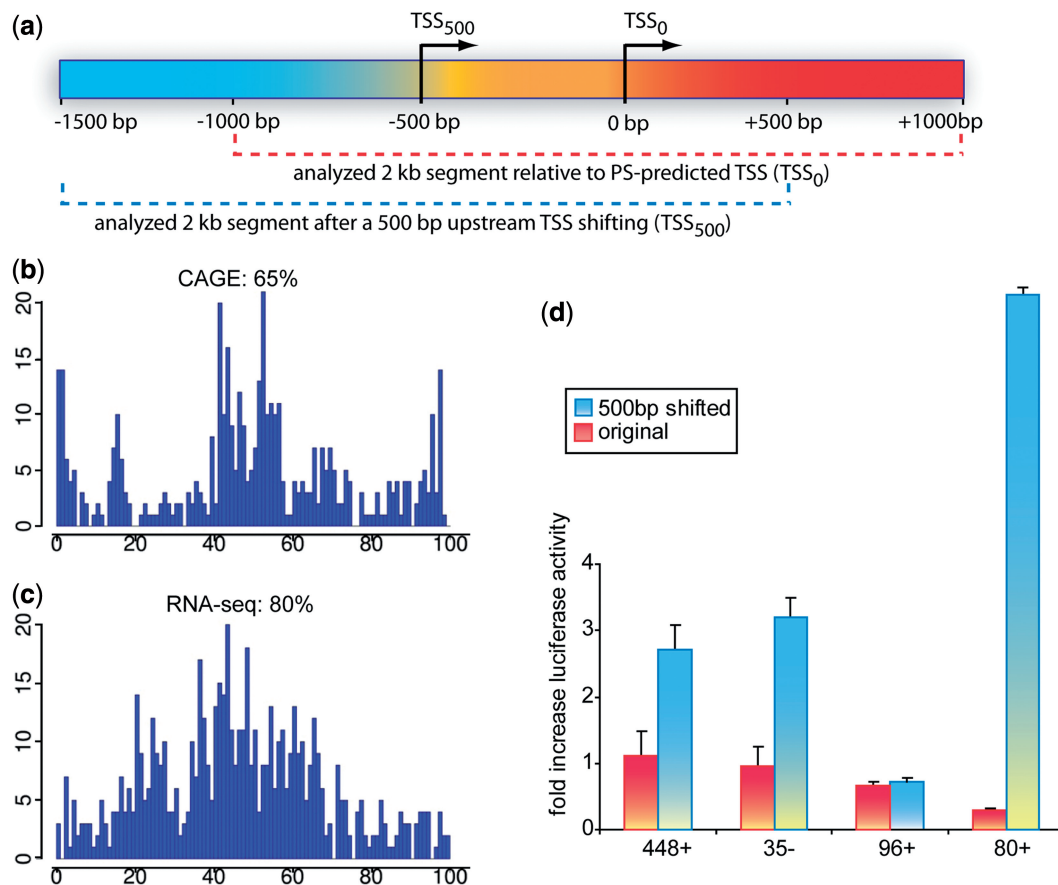 (a)
TSS500
TSS0
-1500 bp
-1000bp
-500 bp
0 bp
+500 bp
+1000bp
analyzed 2 kb segment relative to PS-predicted TSS (TSS0)
analyzed 2 kb segment after a 500 bp upstream TSS shifting (TSS500)
(b)
CAGE: 65%
20
15
10
5
0
0
20
40
60
80
100
(c)
RNA-seq: 80%
20
15
10
5
0
0
20
40
60
80
100
(d)
500bp shifted
original
fold increase luciferase activity
4
3
2
1
0
448+
35-
96+
80+